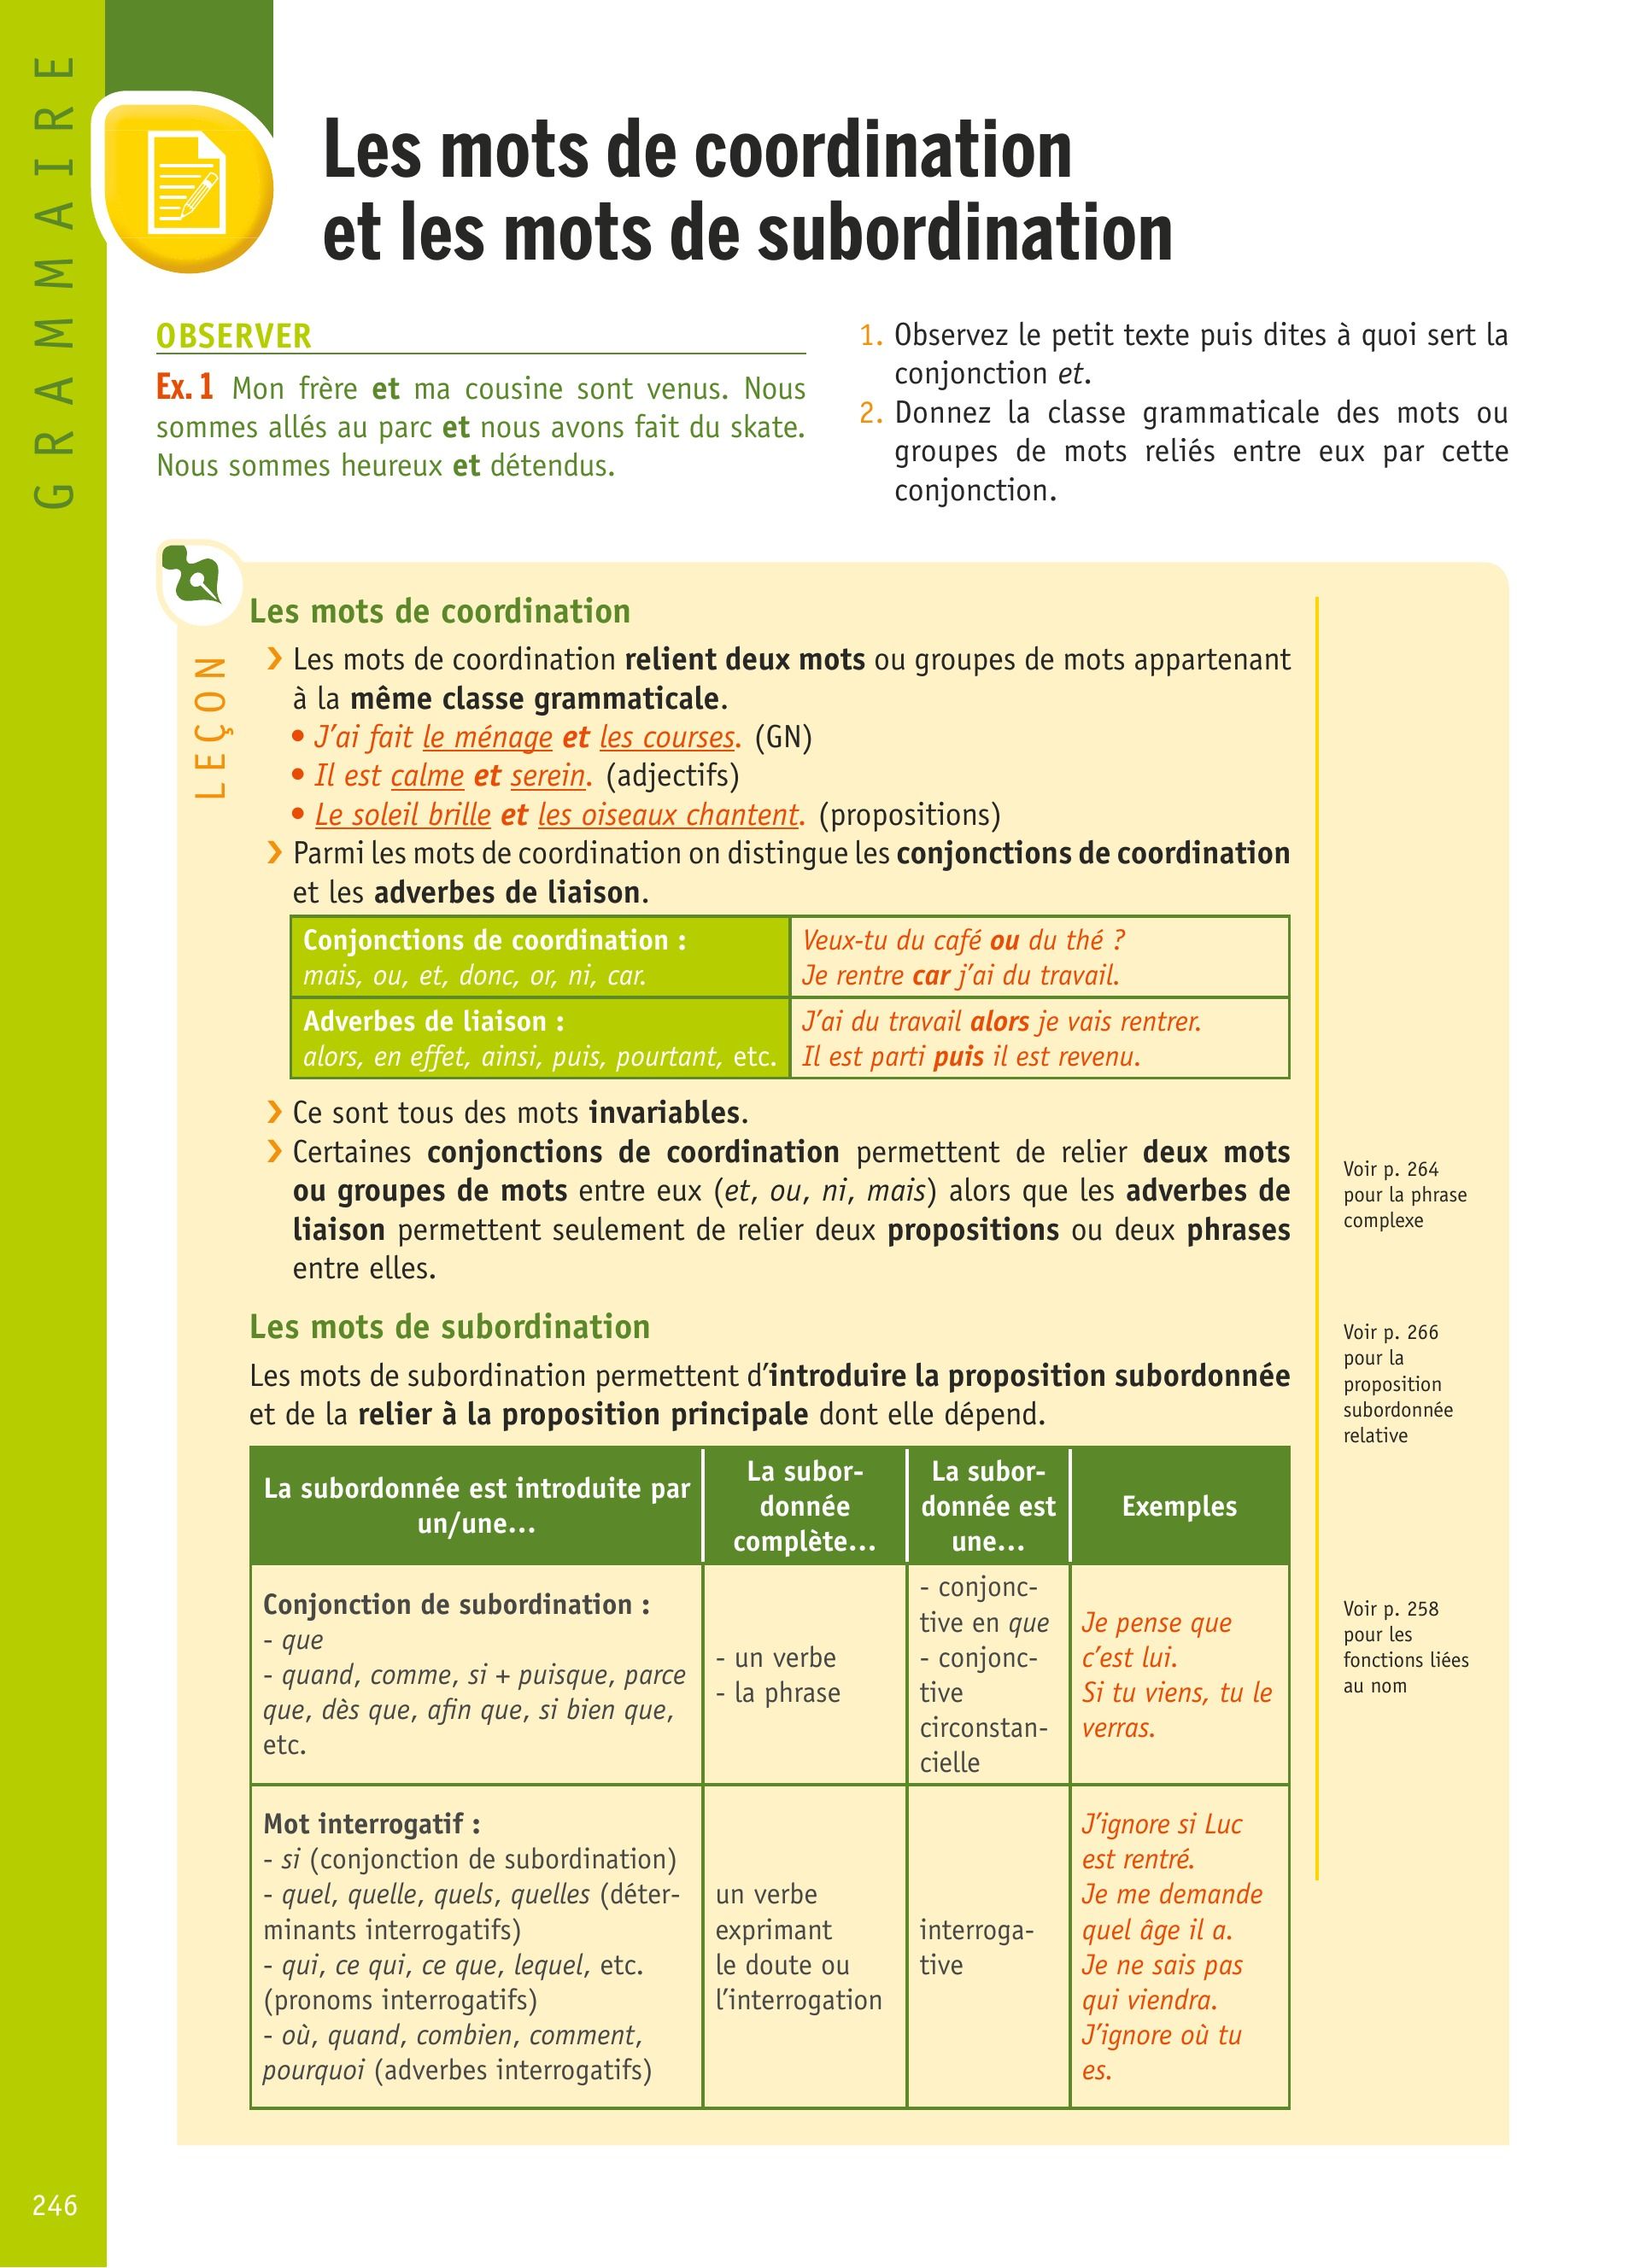 GRAMMAIRE
Les mots de coordination
et les mots de subordination
OBSERVER
Ex. 1 Mon frère et ma cousine sont venus. Nous
sommes allés au parc et nous avons fait du skate.
Nous sommes heureux et détendus.
1. Observez le petit texte puis dites à quoi sert la
conjonction et.
2. Donnez la classe grammaticale des mots ou
groupes de mots reliés entre eux par cette
conjonction.
LEÇON
Les mots de coordination
› Les mots de coordination relient deux mots ou groupes de mots appartenant
à la même classe grammaticale.
• J’ai fait le ménage et les courses. (GN)
• Il est calme et serein. (adjectifs)
• Le soleil brille et les oiseaux chantent. (propositions)
› Parmi les mots de coordination on distingue les conjonctions de coordination
et les adverbes de liaison.
Conjonctions de coordination :
mais, ou, et, donc, or, ni, car.
Veux-tu du café ou du thé ?
Je rentre car j’ai du travail.
Adverbes de liaison :
alors, en effet, ainsi, puis, pourtant, etc.
J’ai du travail alors je vais rentrer.
Il est parti puis il est revenu.
› Ce sont tous des mots invariables.
› Certaines conjonctions de coordination permettent de relier deux mots
ou groupes de mots entre eux (et, ou, ni, mais) alors que les adverbes de
liaison permettent seulement de relier deux propositions ou deux phrases
entre elles.
Voir p. 264
pour la phrase
complexe
Les mots de subordination
Les mots de subordination permettent d’introduire la proposition subordonnée
et de la relier à la proposition principale dont elle dépend.
Voir p. 266
pour la
proposition
subordonnée
relative
La subordonnée est introduite par
un/une...
La subor-
donnée
complète...
La subor-
donnée est
une...
Exemples
Conjonction de subordination :
- que
- quand, comme, si + puisque, parce
que, dès que, afin que, si bien que,
etc.
- un verbe
- la phrase
- conjonc-
tive en que
- conjonc-
tive
circonstan-
cielle
Je pense que
c’est lui.
Si tu viens, tu le
verras.
Voir p. 258
pour les
fonctions liées
au nom
Mot interrogatif :
- si (conjonction de subordination)
- quel, quelle, quels, quelles (déter-
minants interrogatifs)
- qui, ce qui, ce que, lequel, etc.
(pronoms interrogatifs)
- où, quand, combien, comment,
pourquoi (adverbes interrogatifs)
un verbe
exprimant
le doute ou
l’interrogation
interroga-
tive
J’ignore si Luc
est rentré.
Je me demande
quel âge il a.
Je ne sais pas
qui viendra.
J’ignore où tu
es.
246